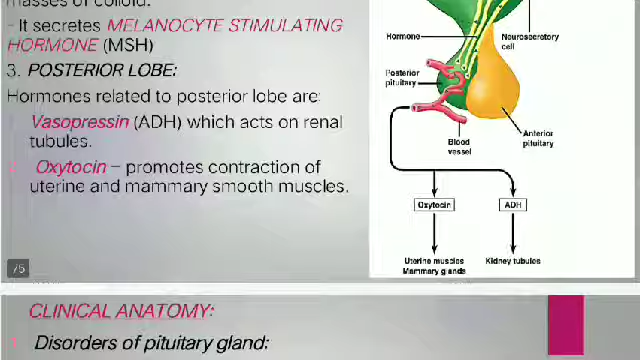 masses of colloid.
- It secretes MELANOCYTE STIMULATING
HORMONE (MSH)
3. POSTERIOR LOBE:
Hormones related to posterior lobe are:
Vasopressin (ADH) which acts on renal
tubules.
Oxytocin – promotes contraction of
uterine and mammary smooth muscles.
Hormone
Neurosecretory
cell
Posterior
pituitary
Blood
vessel
Anterior
pituitary
Oxytocin
ADH
Uterine muscles
Mammary glands
Kidney tubules
75
CLINICAL ANATOMY:
Disorders of pituitary gland: